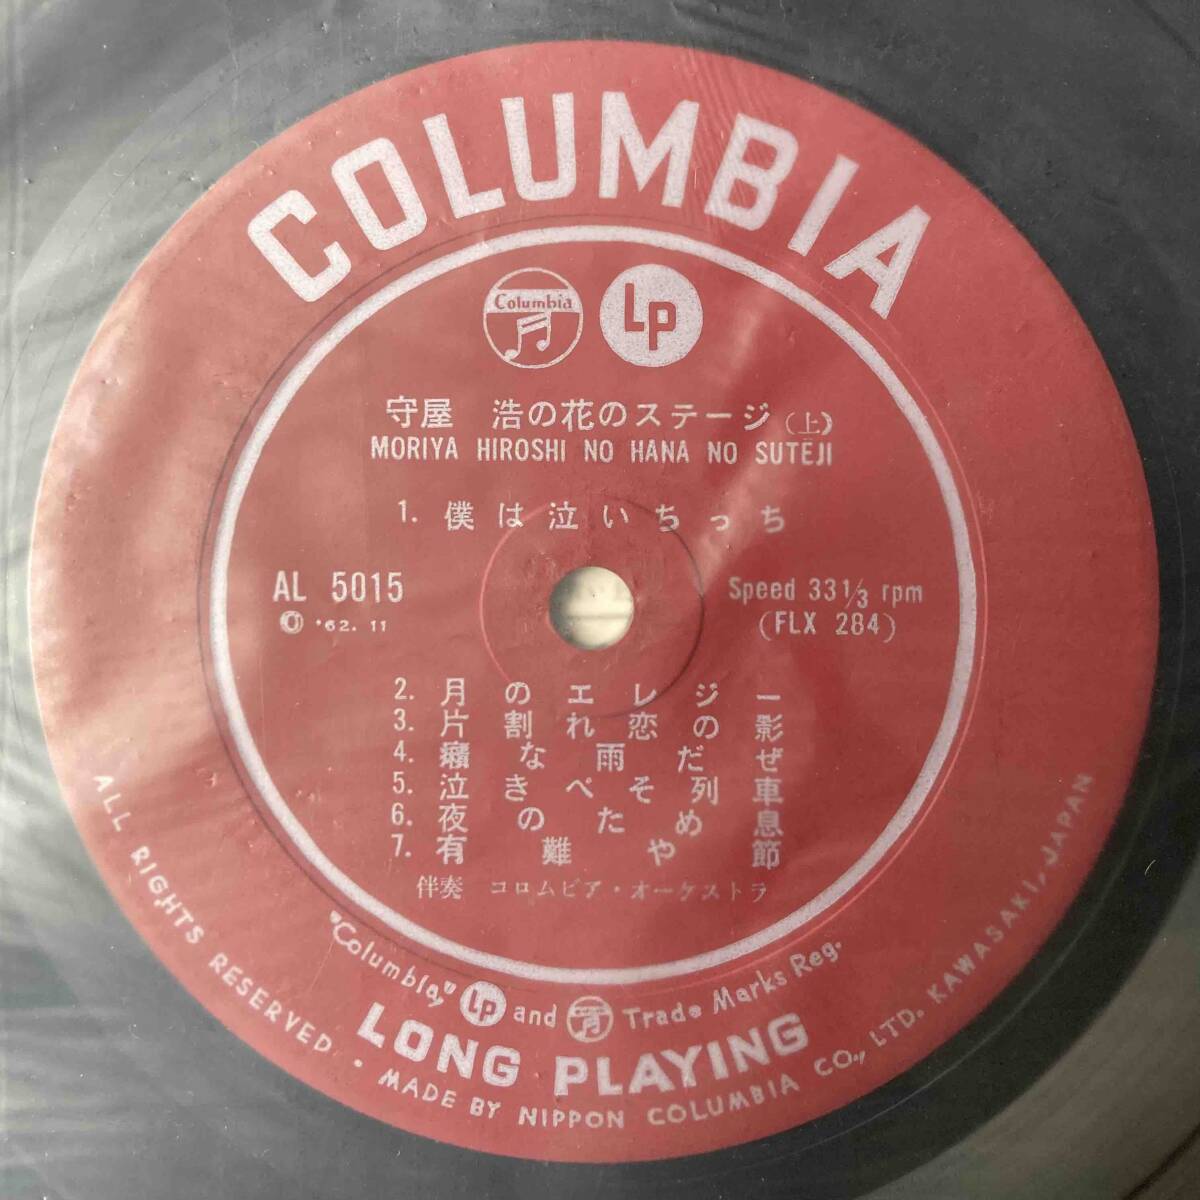 COLUMBIA
Columbia
LP
守屋 浩の花のステージ(上)
MORIYA HIROSHI NO HANA NO SUTĒJI
1. 僕は泣いちっち
AL 5015
Speed 33 1/3 rpm
Ⓙ '62. 11
(FLX 284)
2. 月のエレジー
3. 片割れ恋の影
4. 癪な雨だぜ
5. 泣きべそ列車
6. 夜のため息
7. 有難や節
伴奏 コロムビア・オーケストラ
"Columbia," LP and Trade Marks Reg.
LONG PLAYING
ALL RIGHTS RESERVED • MADE BY NIPPON COLUMBIA CO., LTD. KAWASAKI, JAPAN